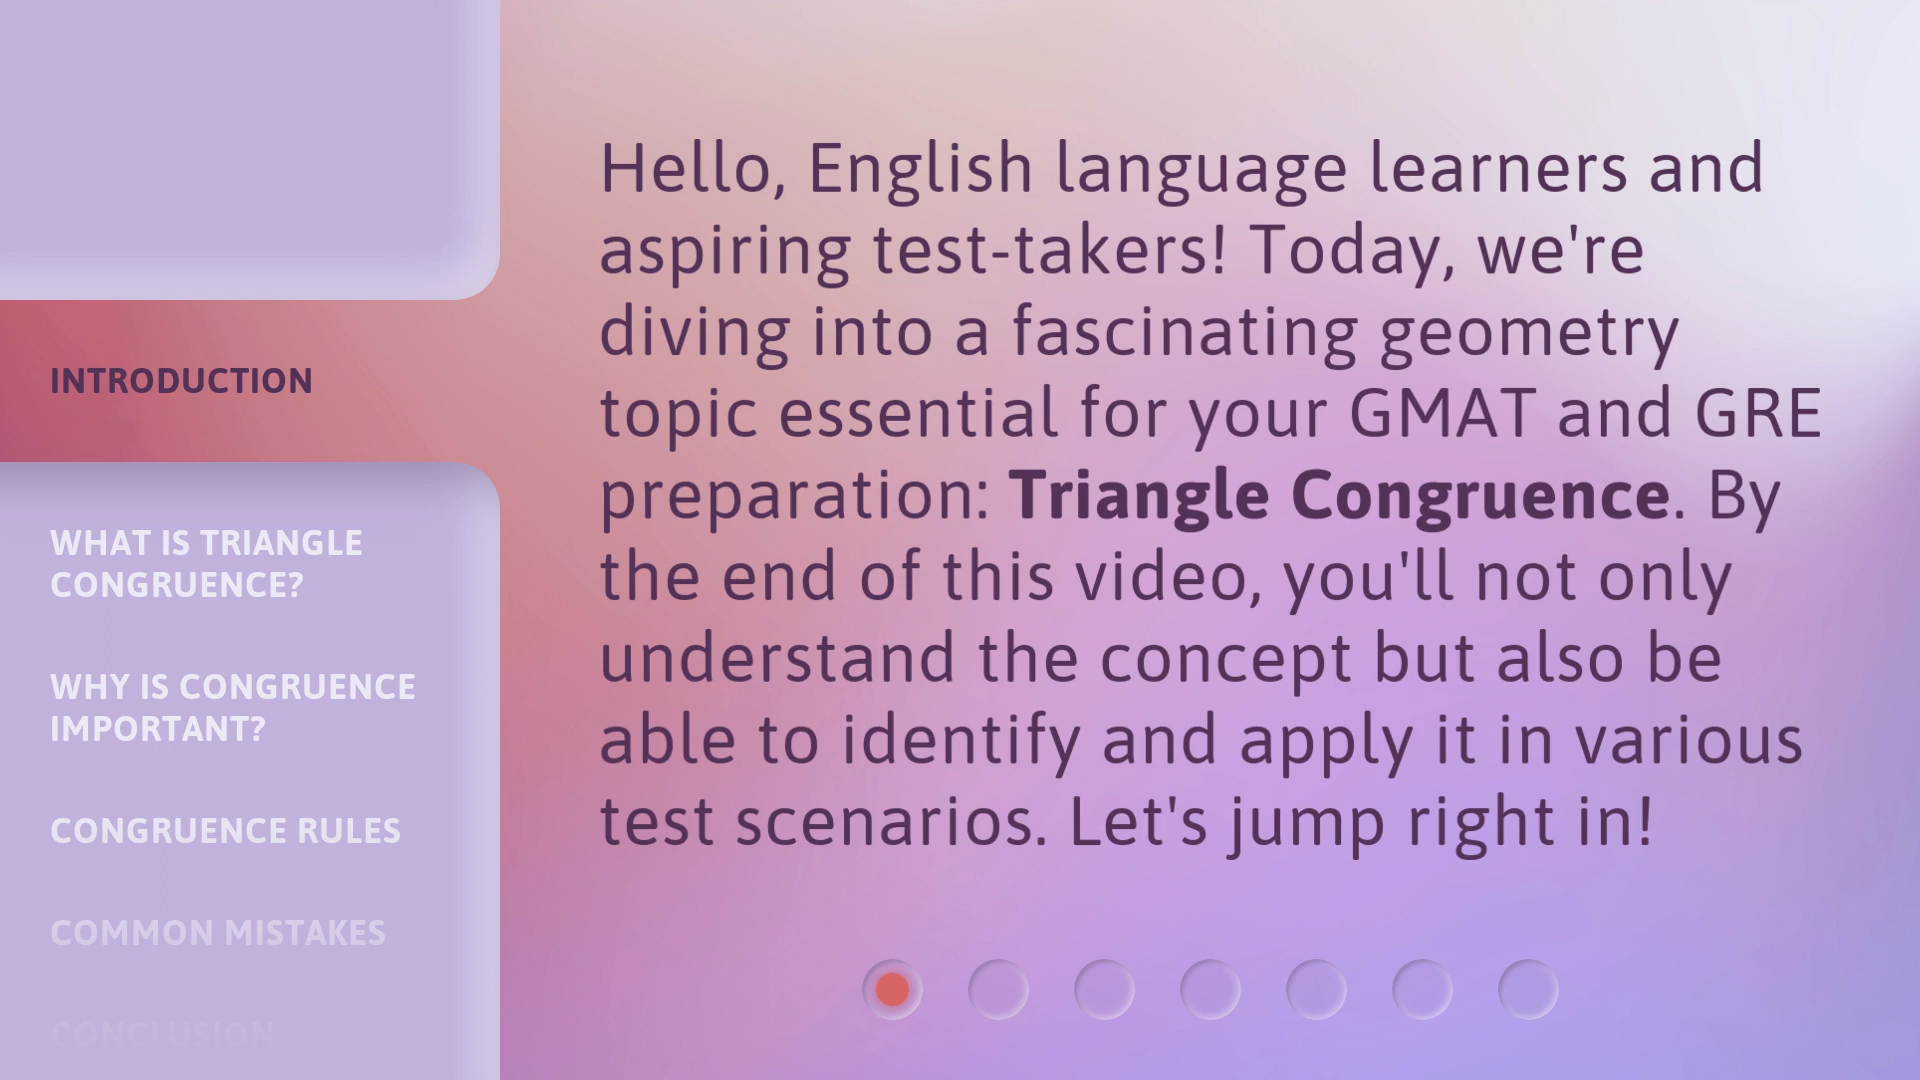 INTRODUCTION
WHAT IS TRIANGLE
CONGRUENCE?
WHY IS CONGRUENCE
IMPORTANT?
CONGRUENCE RULES
COMMON MISTAKES
CONCLUSION
Hello, English language learners and
aspiring test-takers! Today, we're
diving into a fascinating geometry
topic essential for your GMAT and GRE
preparation: Triangle Congruence. By
the end of this video, you'll not only
understand the concept but also be
able to identify and apply it in various
test scenarios. Let's jump right in!